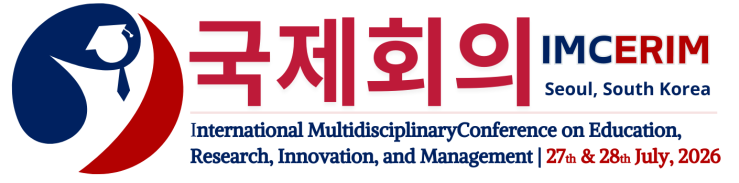 국제회의
IMCERIM
Seoul, South Korea
International MultidisciplinaryConference on Education,
Research, Innovation, and Management | 27th & 28th July, 2026